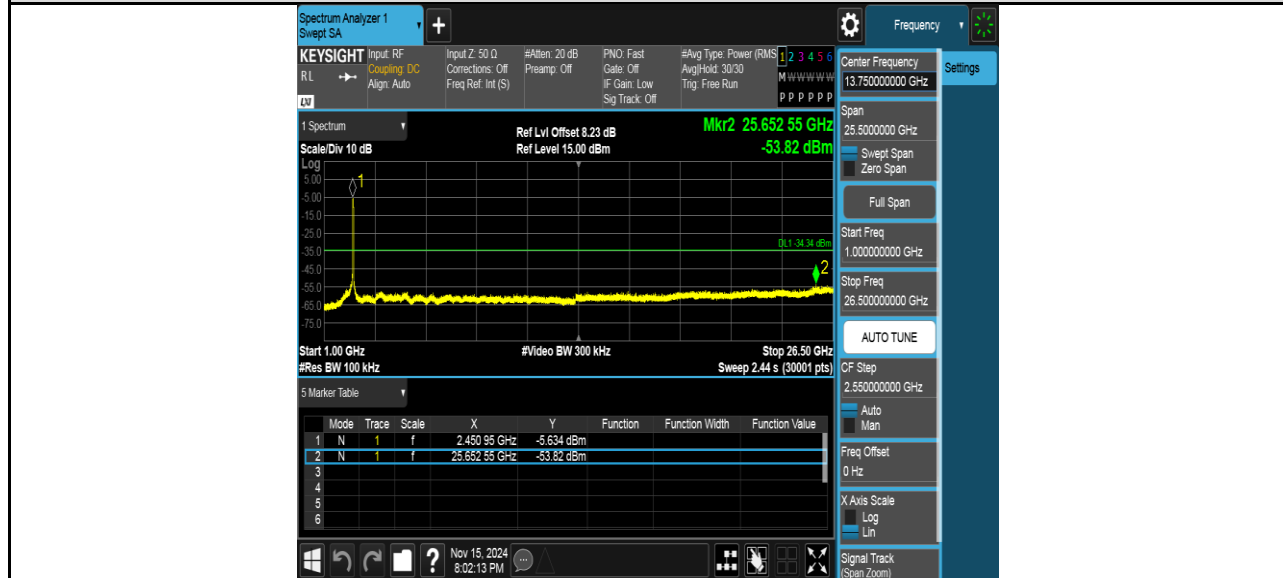 Spectrum Analyzer 1
Swept SA
+
Frequency
KEYSIGHT
RL
LXI
Input: RF
Coupling: DC
Align: Auto
Input Z: 50 Ω
Corrections: Off
Freq Ref: Int (S)
#Atten: 20 dB
Preamp: Off
PNO: Fast
Gate: Off
IF Gain: Low
Sig Track: Off
#Avg Type: Power (RMS
Avg|Hold: 30/30
Trig: Free Run
1 2 3 4 5 6
M W W W W W
P P P P P P
1 Spectrum
Scale/Div 10 dB
Ref Lvl Offset 8.23 dB
Ref Level 15.00 dBm
Mkr2 25.652 55 GHz
-53.82 dBm
Log
5.00
-5.00
-15.0
-25.0
-35.0
-45.0
-55.0
-65.0
-75.0
1
DL1 -34.34 dBm
2
Start 1.00 GHz
#Video BW 300 kHz
Stop 26.50 GHz
#Res BW 100 kHz
Sweep 2.44 s (30001 pts)
5 Marker Table
Mode Trace Scale X Y Function Function Width Function Value
1 N 1 f 2.450 95 GHz -5.634 dBm
2 N 1 f 25.652 55 GHz -53.82 dBm
3
4
5
6
?
Nov 15, 2024
8:02:13 PM
Center Frequency
13.750000000 GHz
Settings
Span
25.5000000 GHz
Swept Span
Zero Span
Full Span
Start Freq
1.000000000 GHz
Stop Freq
26.500000000 GHz
AUTO TUNE
CF Step
2.550000000 GHz
Auto
Man
Freq Offset
0 Hz
X Axis Scale
Log
Lin
Signal Track
(Span Zoom)